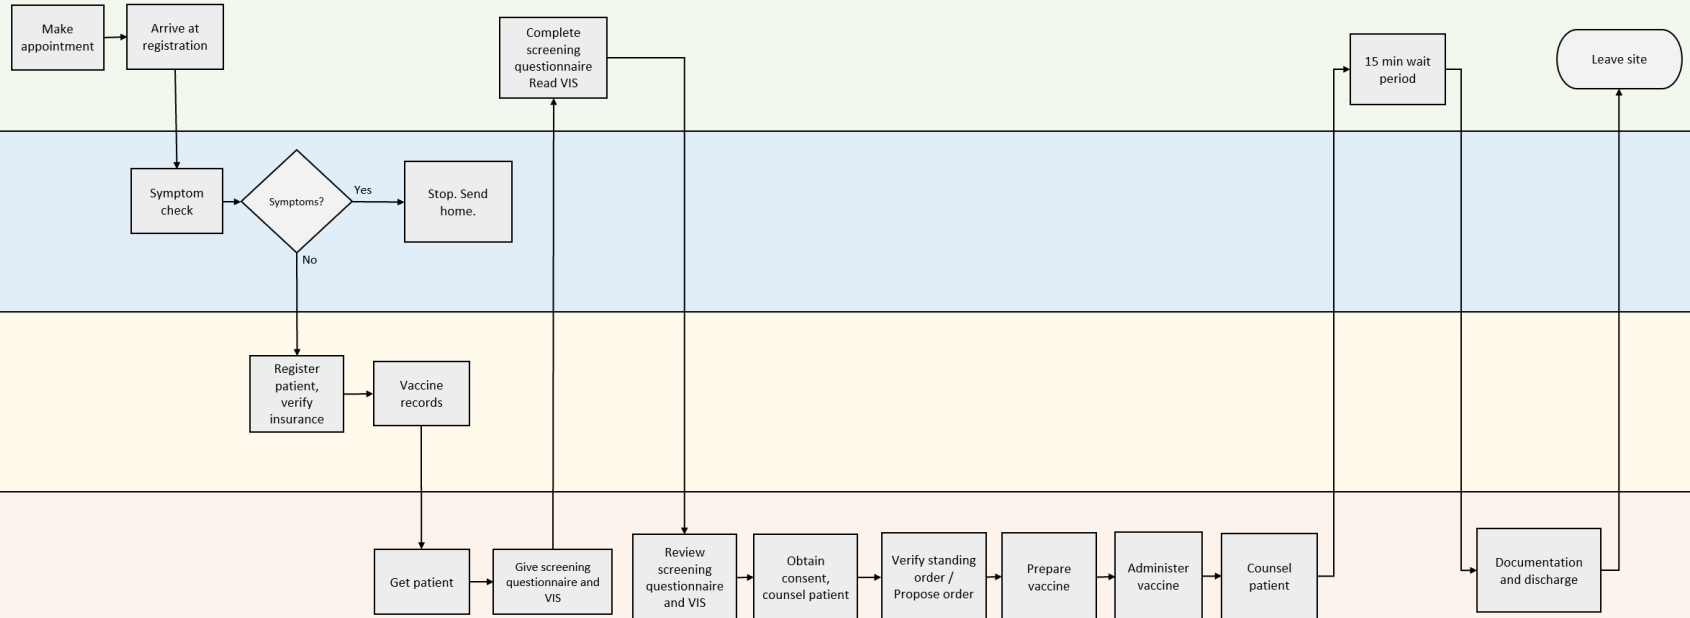 Make
appointment
Arrive at
registration
Complete
screening
questionnaire
Read VIS
15 min wait
period
Leave site
Symptom
check
Symptoms?
Yes
No
Stop. Send
home.
Register
patient,
verify
insurance
Vaccine
records
Get patient
Give screening
questionnaire and
VIS
Review
screening
questionnaire
and VIS
Obtain
consent,
counsel patient
Verify standing
order /
Propose order
Prepare
vaccine
Administer
vaccine
Counsel
patient
Documentation
and discharge